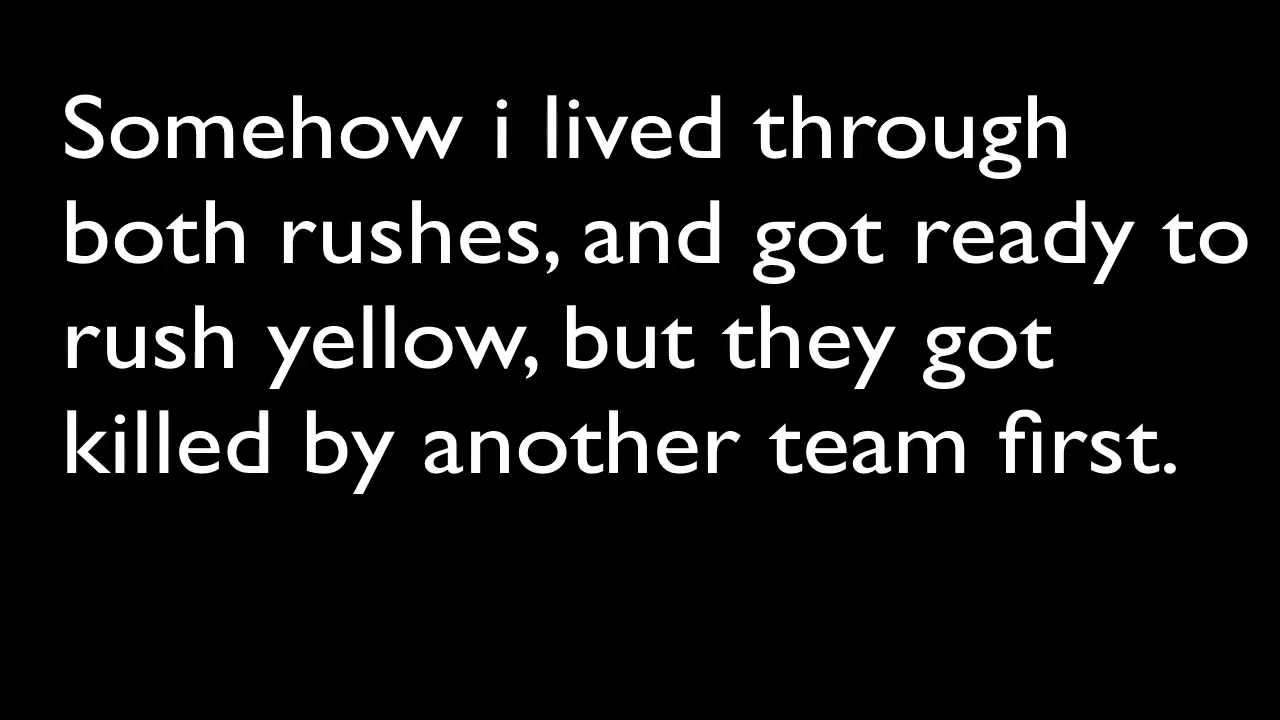 Somehow i lived through
both rushes, and got ready to
rush yellow, but they got
killed by another team first.